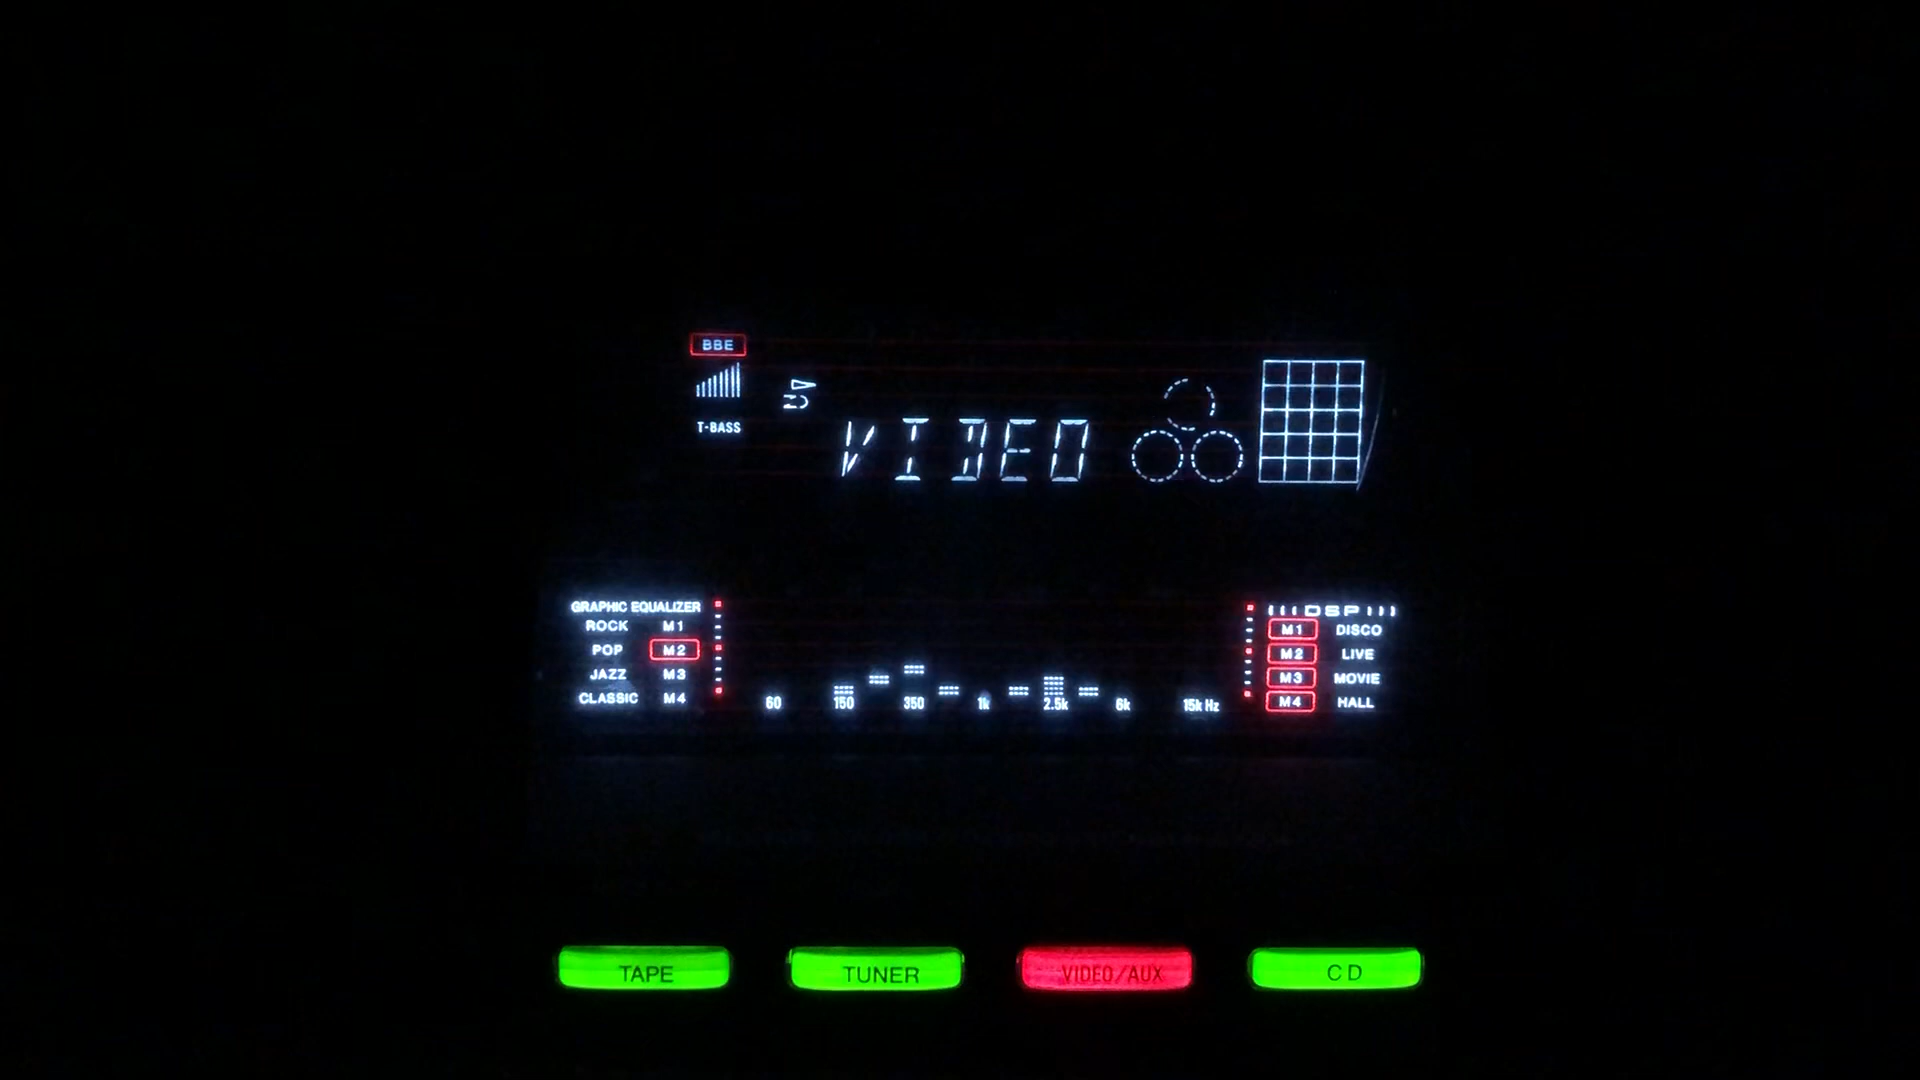 BBE
T-BASS
VIDEO
GRAPHIC EQUALIZER
ROCK M1
POP M2
JAZZ M3
CLASSIC M4
60 150 350 1k 2.5k 6k 15k Hz
DSP
M1 DISCO
M2 LIVE
M3 MOVIE
M4 HALL
TAPE TUNER VIDEO/AUX CD